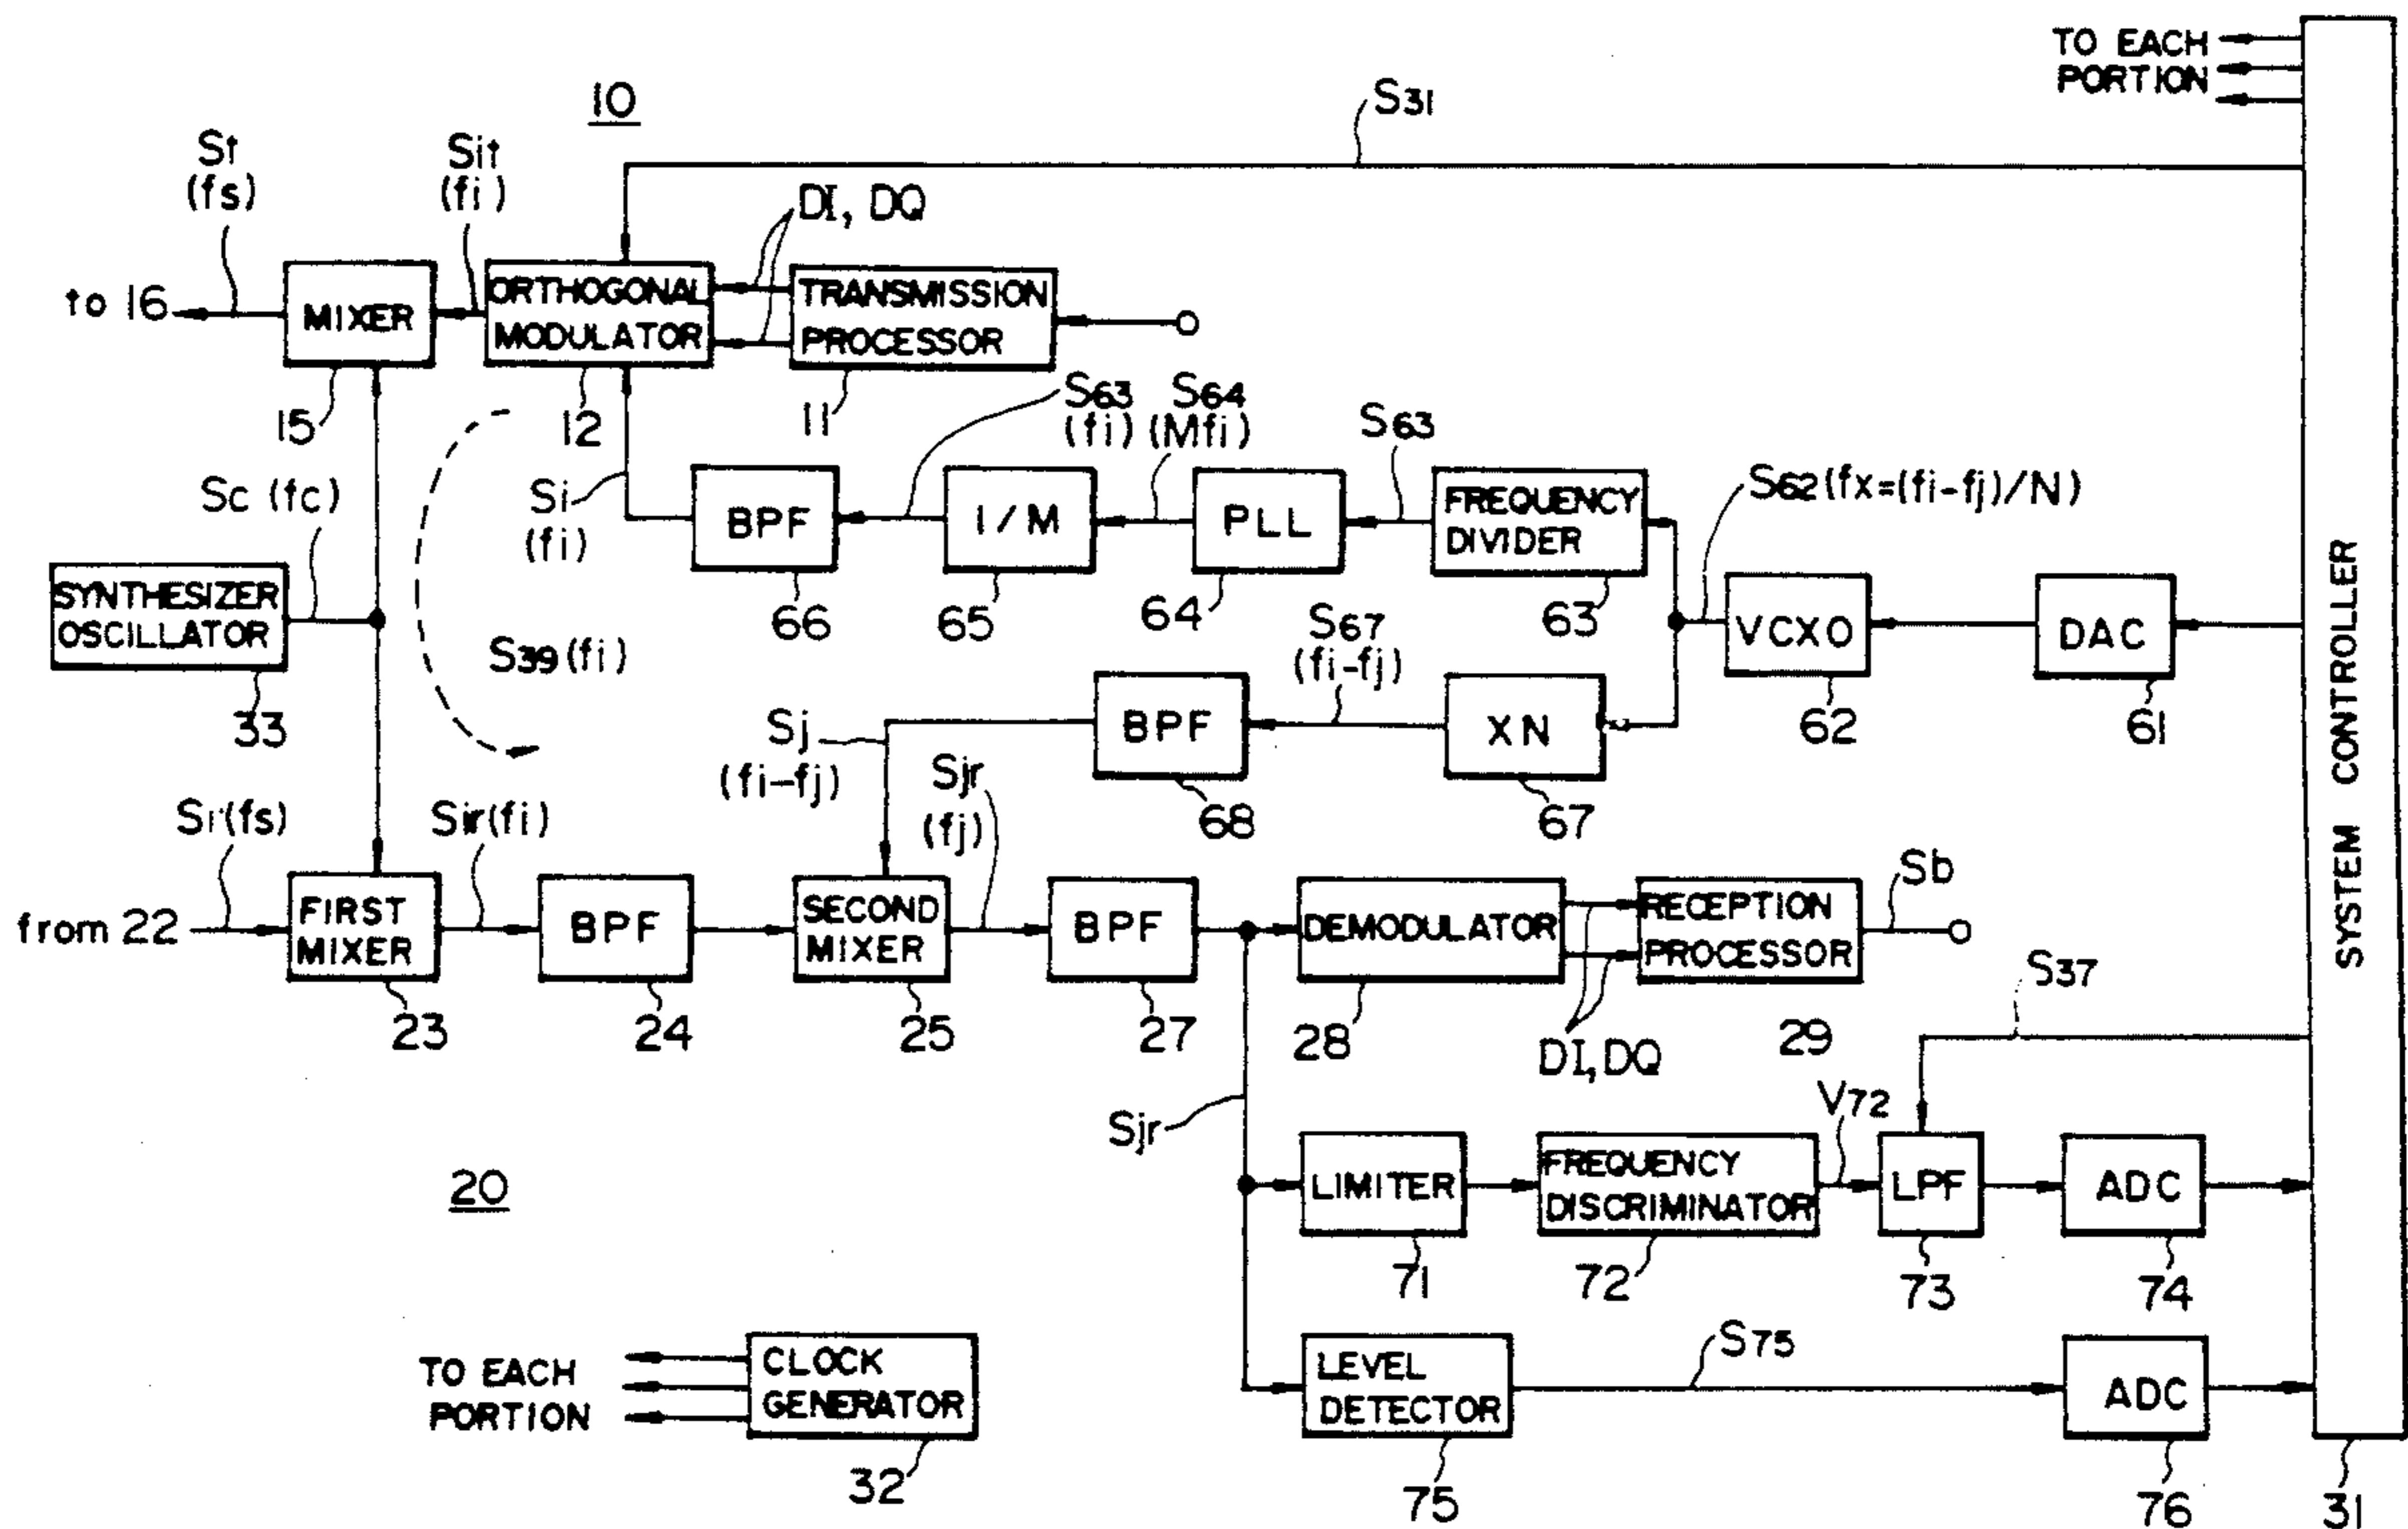 TO EACH
PORTION
10
S31
St
(fs)
Sit
(fi)
DI, DQ
to 16
MIXER
ORTHOGONAL
MODULATOR
TRANSMISSION
PROCESSOR
15
12
11
S63
(fi)
S64
(Mfi)
S63
S62(fx=(fi-fj)/N)
Sc (fc)
Si
(fi)
BPF
1/M
PLL
FREQUENCY
DIVIDER
SYNTHESIZER
OSCILLATOR
66
65
64
63
VCXO
DAC
SYSTEM CONTROLLER
33
S39(fi)
S67
(fi-fj)
62
61
Sj
(fi-fj)
BPF
XN
68
67
Sr(fs)
Sir(fi)
Sjr
(fj)
Sb
from 22
FIRST
MIXER
BPF
SECOND
MIXER
BPF
DEMODULATOR
RECEPTION
PROCESSOR
S37
23
24
25
27
28
DI, DQ
29
Sjr
V72
20
LIMITER
FREQUENCY
DISCRIMINATOR
LPF
ADC
71
72
73
74
TO EACH
PORTION
CLOCK
GENERATOR
LEVEL
DETECTOR
S75
ADC
32
75
76
31